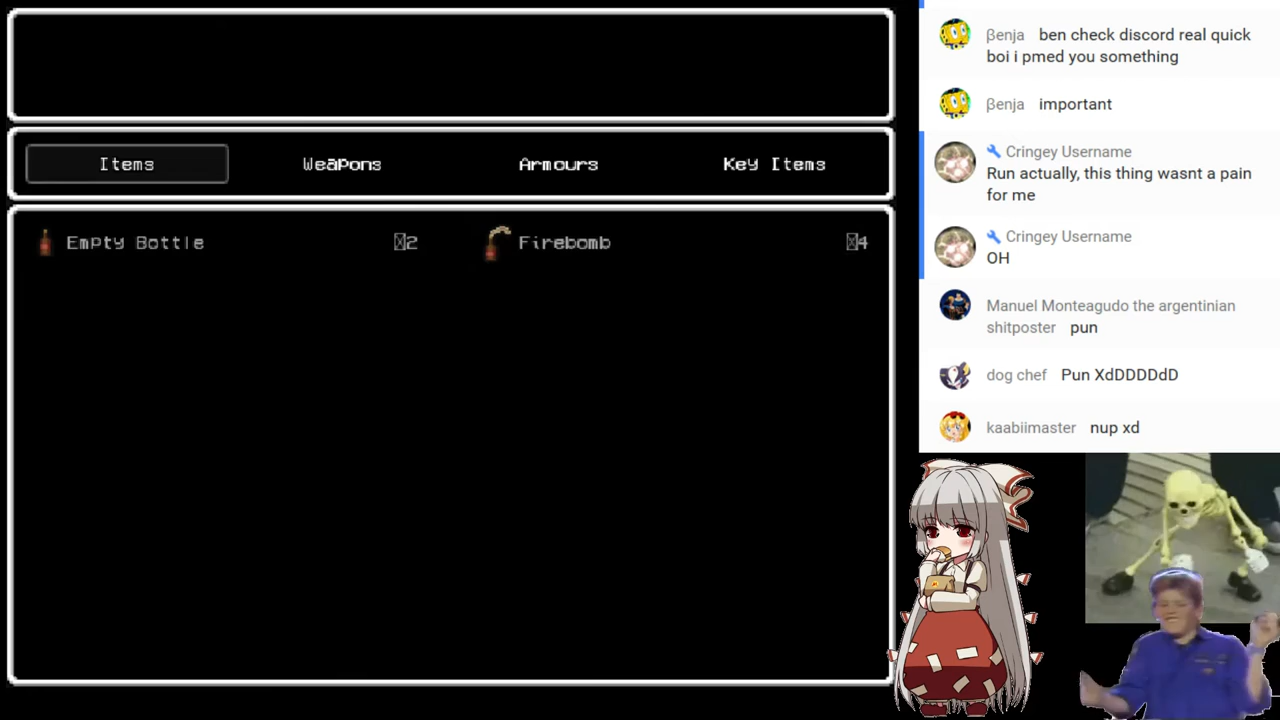 Items Weapons Armours Key Items
Empty Bottle 2 Firebomb 4
βenja ben check discord real quick
boi i pmed you something
βenja important
Cringey Username
Run actually, this thing wasnt a pain
for me
Cringey Username
OH
Manuel Monteagudo the argentinian
shitposter pun
dog chef Pun XdDDDDdD
kaabiimaster nup xd